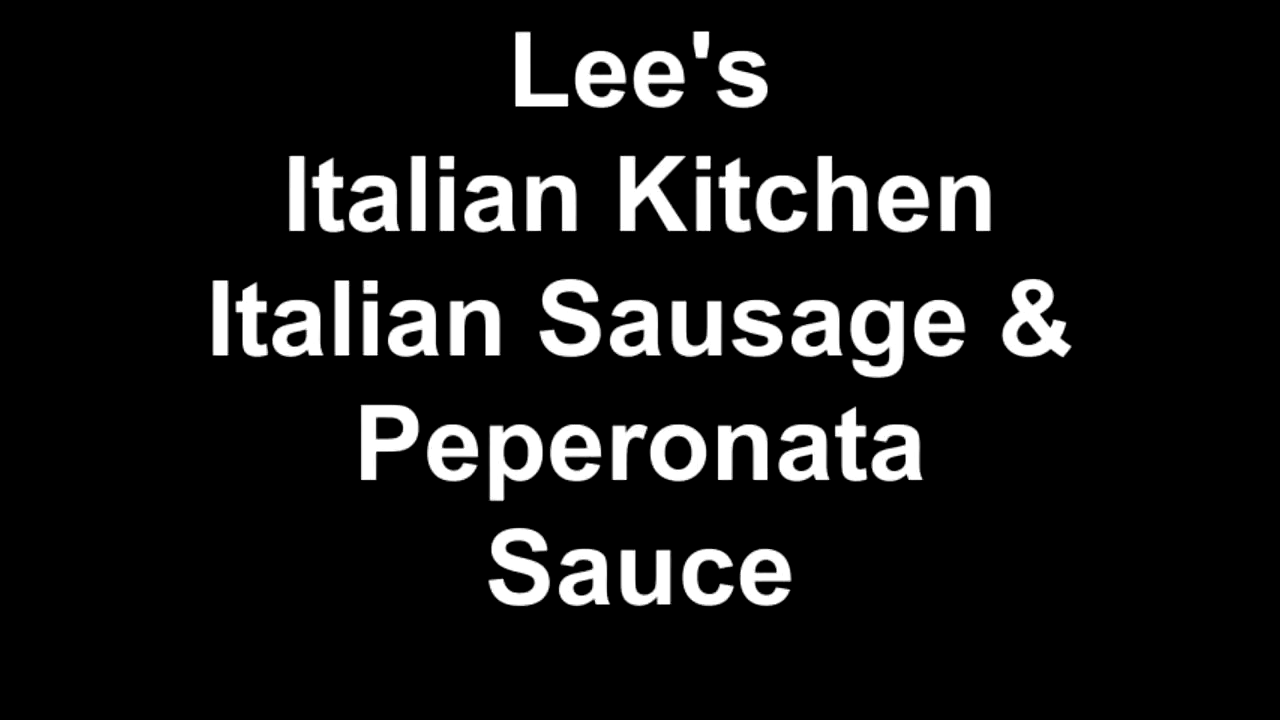 Lee's
Italian Kitchen
Italian Sausage &
Peperonata
Sauce